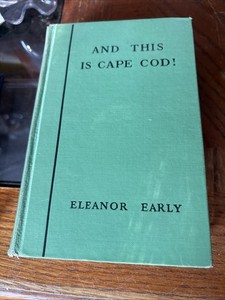 AND THIS
IS CAPE COD!
ELEANOR EARLY